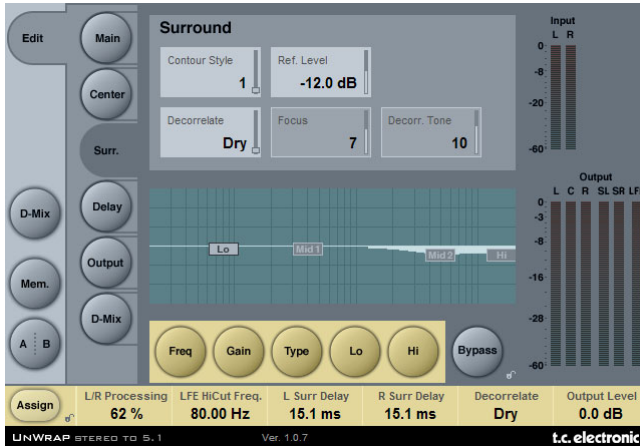 Edit
Main
Center
Surr.
Delay
Output
D-Mix
D-Mix
Mem.
A B
Surround
Contour Style
1
Ref. Level
-12.0 dB
Decorrelate
Dry
Focus
7
Decorr. Tone
10
Lo
Mid 1
Mid 2
Hi
Freq
Gain
Type
Lo
Hi
Bypass
Input
L R
0
-8
-20
-60
Output
L C R SL SR LFE
0
-3
-8
-16
-28
-60
Assign
L/R Processing
62 %
LFE HiCut Freq.
80.00 Hz
L Surr Delay
15.1 ms
R Surr Delay
15.1 ms
Decorrelate
Dry
Output Level
0.0 dB
UNWRAP STEREO TO 5.1
Ver. 1.0.7
t.c. electronic